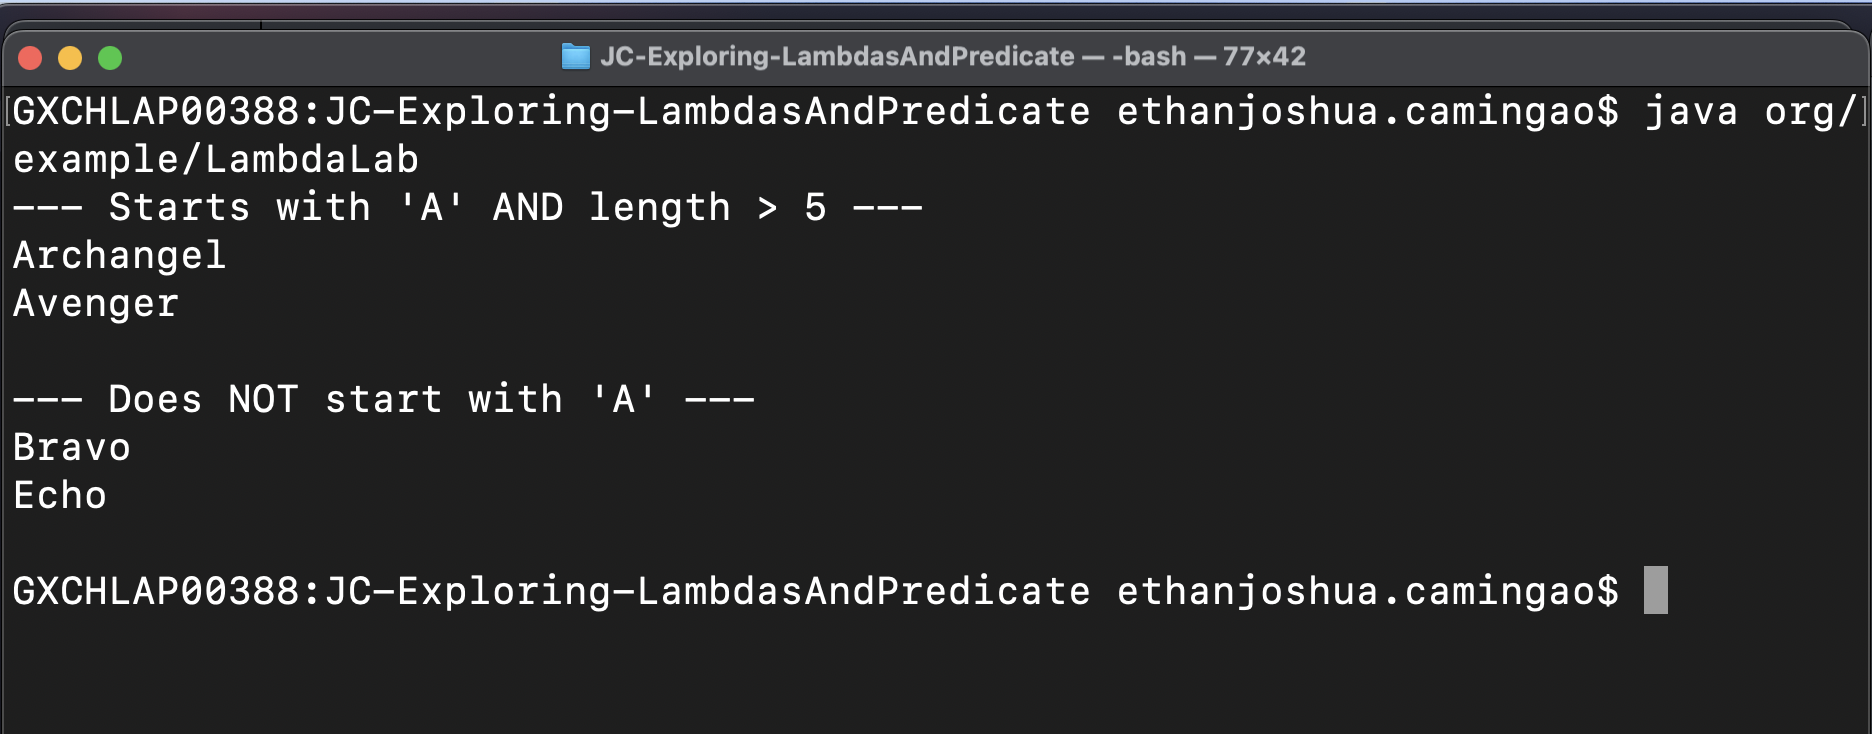 JC-Exploring-LambdasAndPredicate — -bash — 77×42
[GXCHLAP00388:JC-Exploring-LambdasAndPredicate ethanjoshua.camingao$ java org/]
example/LambdaLab
--- Starts with 'A' AND length > 5 ---
Archangel
Avenger
--- Does NOT start with 'A' ---
Bravo
Echo
GXCHLAP00388:JC-Exploring-LambdasAndPredicate ethanjoshua.camingao$